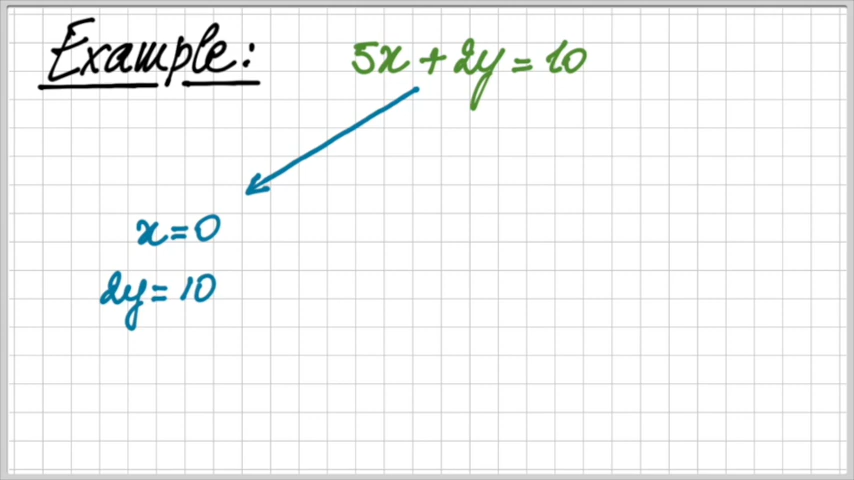 Example: 5x + 2y = 10
x = 0
2y = 10